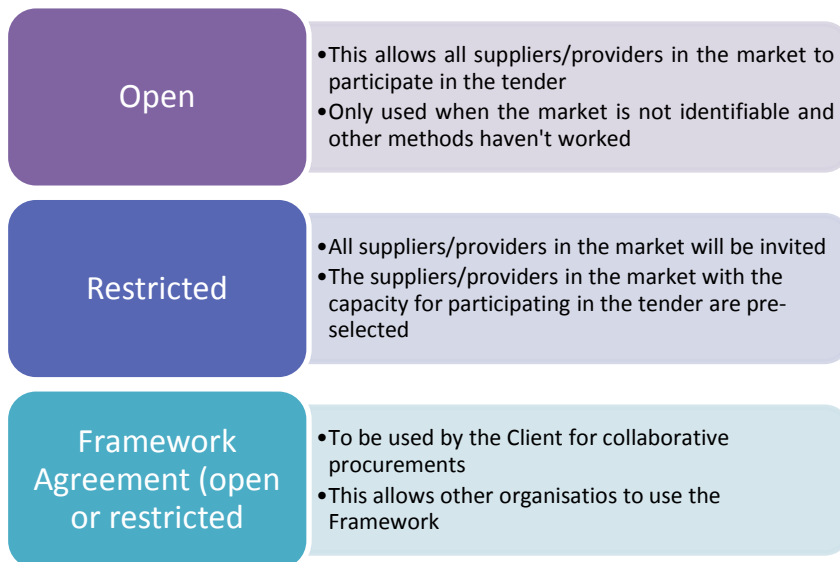 Open
•This allows all suppliers/providers in the market to
participate in the tender
•Only used when the market is not identifiable and
other methods haven't worked
Restricted
•All suppliers/providers in the market will be invited
•The suppliers/providers in the market with the
capacity for participating in the tender are pre-
selected
Framework
Agreement (open
or restricted
•To be used by the Client for collaborative
procurements
•This allows other organisatios to use the
Framework